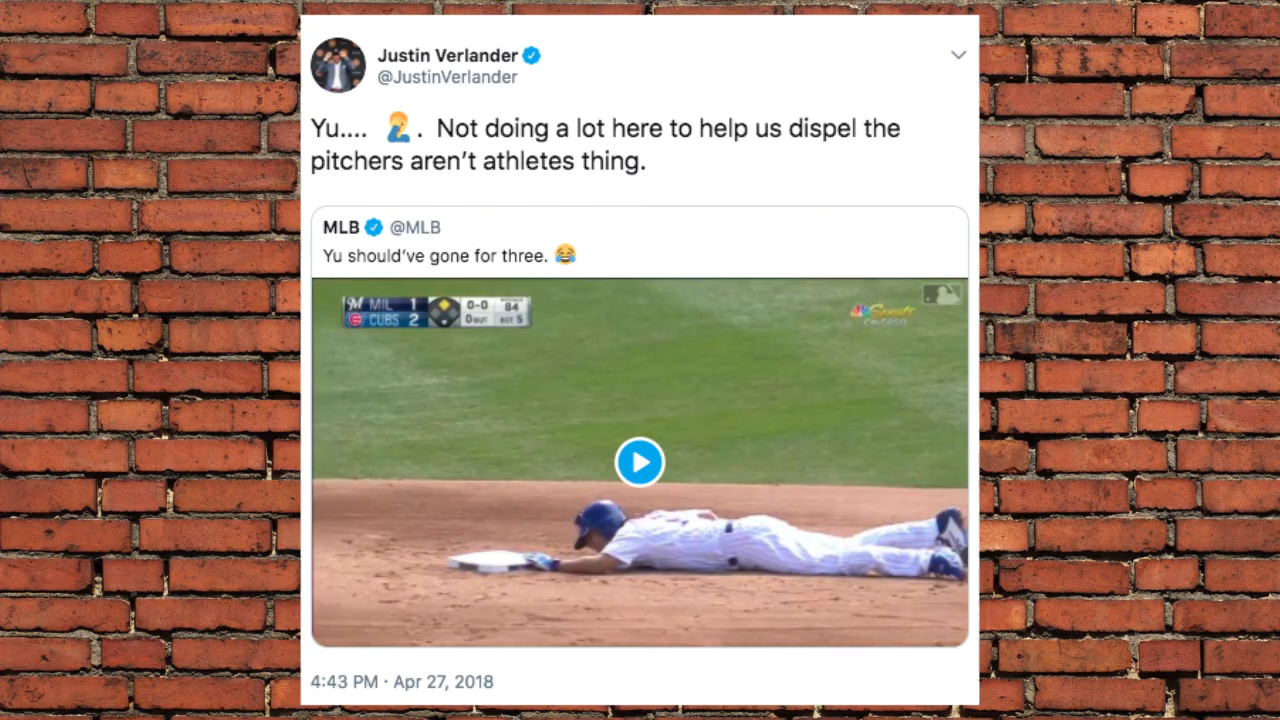 Justin Verlander
@JustinVerlander
Yu.... 🤦‍♂️. Not doing a lot here to help us dispel the
pitchers aren’t athletes thing.
MLB @MLB
Yu should’ve gone for three. 😂
MIL 1 0-0 84
CUBS 2 0 OUT BOT 5
Sports
CHICAGO
4:43 PM · Apr 27, 2018